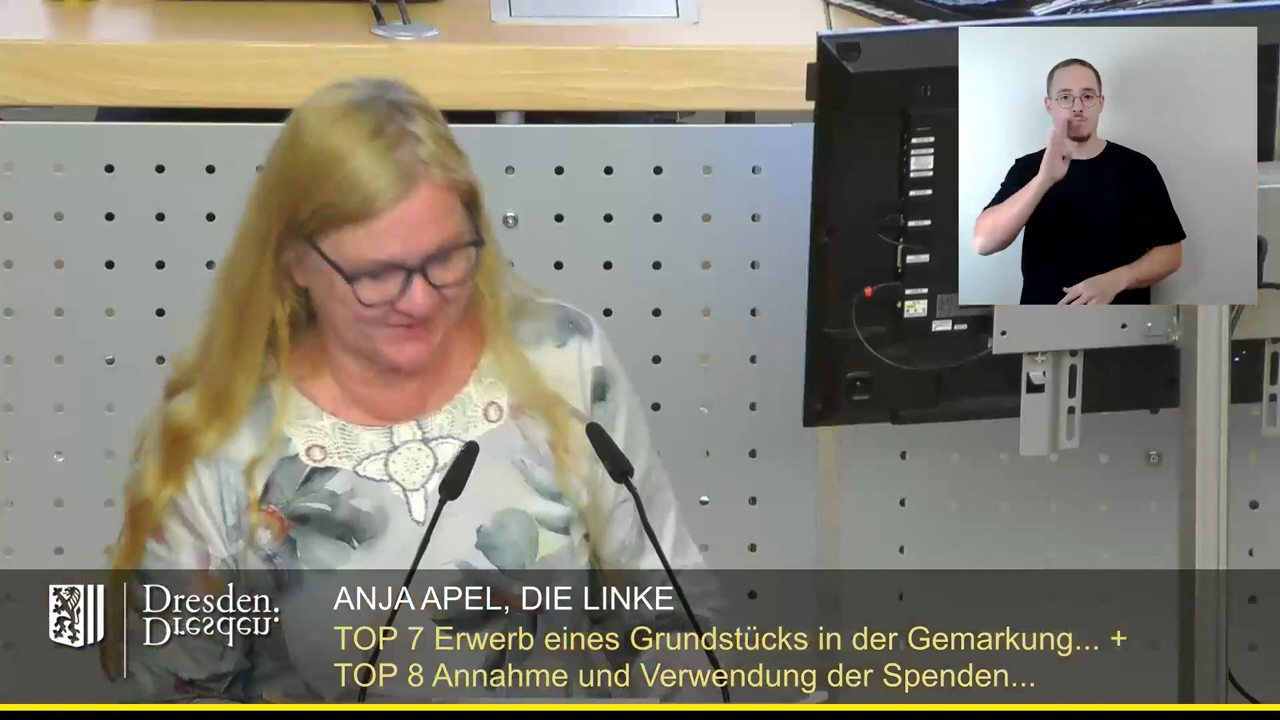 Dresden.
Dresden.
ANJA APEL, DIE LINKE
TOP 7 Erwerb eines Grundstücks in der Gemarkung... +
TOP 8 Annahme und Verwendung der Spenden...